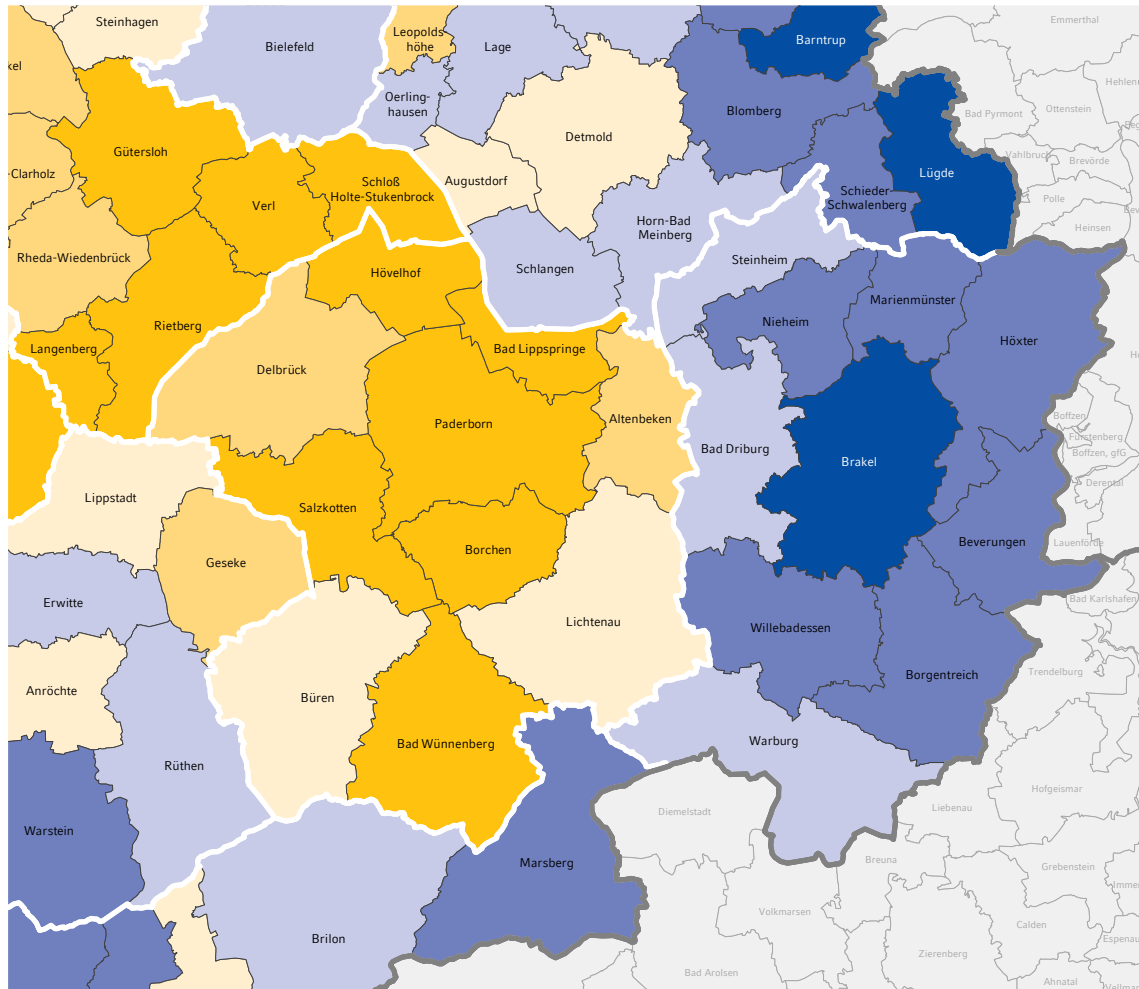 Steinhagen
Bielefeld
Leopolds
höhe
Lage
Barntrup
Emmerthal
kel
Oerling-
hausen
Blomberg
Hehlen
Ottenstein
Bad Pyrmont
Gütersloh
Detmold
Vahlbruch
Brevörde
-Clarholz
Augustdorf
Lügde
Schloß
Holte-Stukenbrock
Verl
Schieder
Schwalenberg
Polle
Horn-Bad
Meinberg
Heinsen
Rheda-Wiedenbrück
Hövelhof
Schlangen
Steinheim
Marienmünster
Rietberg
Nieheim
Höxter
Langenberg
Bad Lippspringe
Delbrück
Altenbeken
Boffzen
Paderborn
Fürstenberg
Bad Driburg
Boffzen, gfG
Brakel
Derental
Lippstadt
Salzkotten
Borchen
Beverungen
Lauenförde
Geseke
Erwitte
Bad Karlshafen
Lichtenau
Willebadessen
Trendelburg
Borgentreich
Anröchte
Büren
Bad Wünnenberg
Warburg
Rüthen
Hofgeismar
Diemelstadt
Liebenau
Warstein
Marsberg
Breuna
Grebenstein
Imme
Volkmarsen
Calden
Brilon
Espenau
Zierenberg
Bad Arolsen
Ahnatal
Vellmar